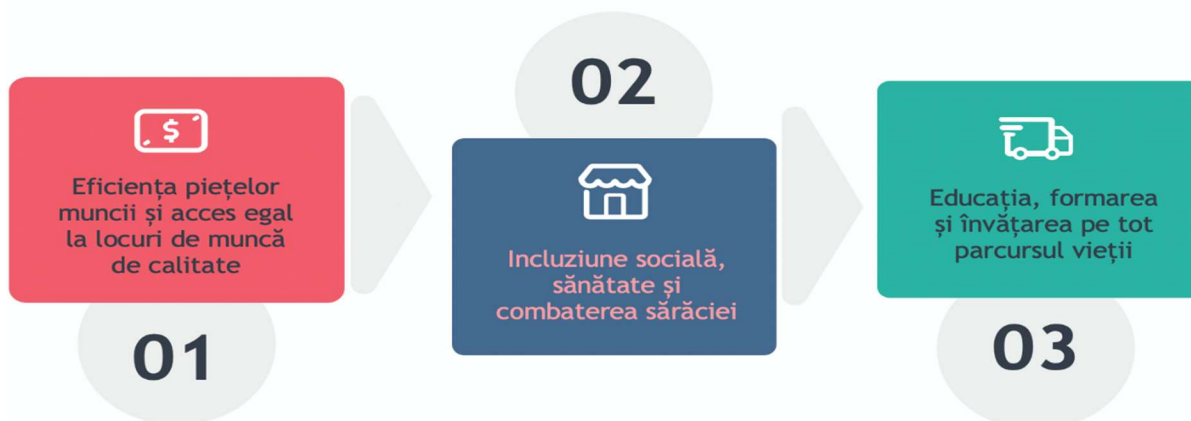 Eficiența piețelor
muncii și acces egal
la locuri de muncă
de calitate
01
02
Incluziune socială,
sănătate și
combaterea sărăciei
Educația, formarea
și învățarea pe tot
parcursul vieții
03